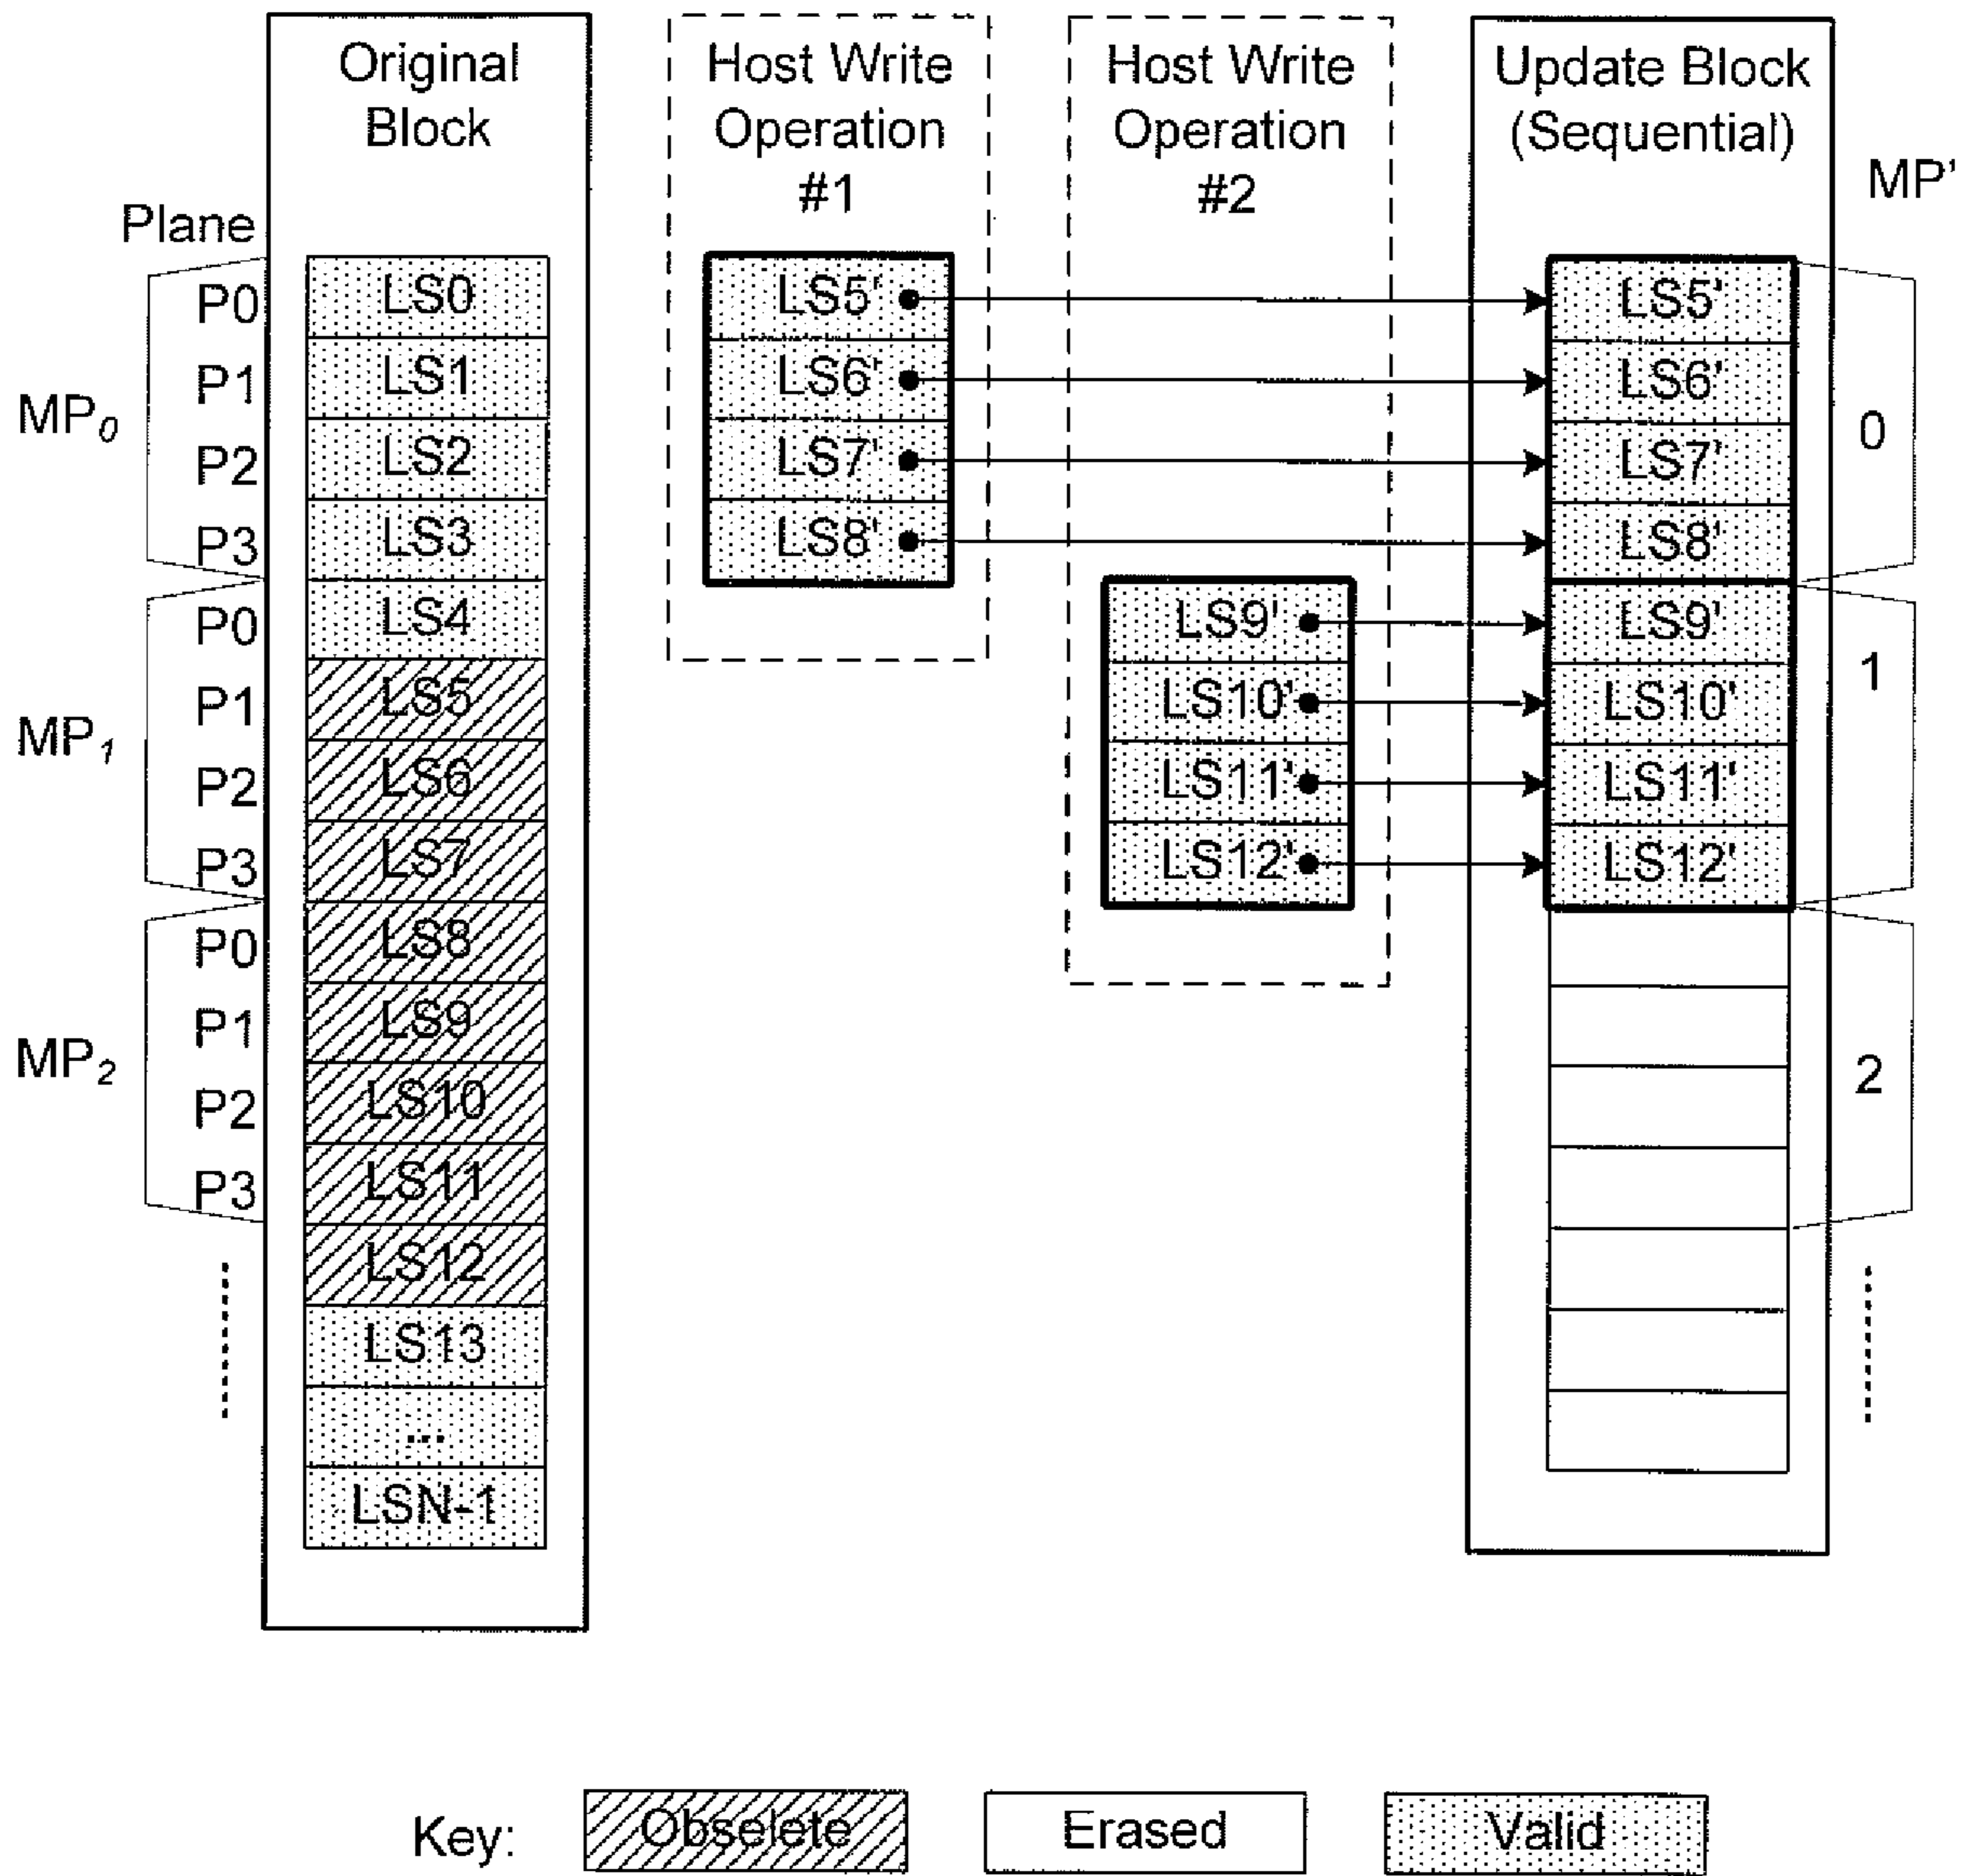 Original
Block
Host Write
Operation
#1
Host Write
Operation
#2
Update Block
(Sequential)
MP'
Plane
MP0
P0
P1
P2
P3
MP1
P0
P1
P2
P3
MP2
P0
P1
P2
P3
LS0
LS1
LS2
LS3
LS4
LS5
LS6
LS7
LS8
LS9
LS10
LS11
LS12
LS13
...
LSN-1
LS5'
LS6'
LS7'
LS8'
LS9'
LS10'
LS11'
LS12'
LS5'
LS6'
LS7'
LS8'
LS9'
LS10'
LS11'
LS12'
0
1
2
Key: Obselete Erased Valid